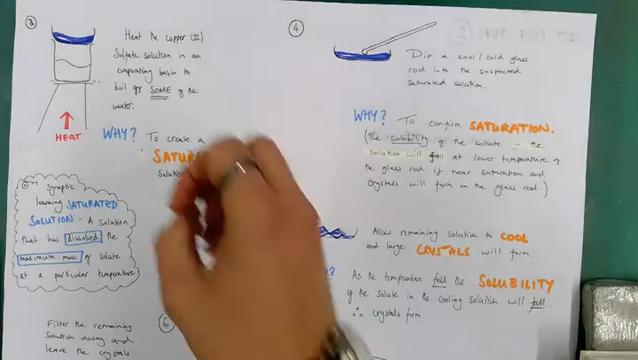 3
Heat the copper (II)
Sulfate solution in an
evaporating basin to
boil off SOME of the
water.
HEAT
WHY? To create a
SATUR
Solut
Synoptic
learning SATURATED
SOLUTION - A solution
that has dissolved the
maximum mass of solute
at a particular temperature
Filter the remaining
solution away and
leave the crystals
4
Dip a cool/cold glass
rod into the suspected
saturated solution.
WHY? To confirm SATURATION.
(The solubility of the solute in the
solution will fall at lower temperature of
the glass rod if near saturation and
crystals will form on the glass rod)
Allow remaining solution to COOL
and large CRYSTALS will form.
? As the temperature fall the SOLUBILITY
of the solute in the cooling solution will fall
∴ crystals form
6